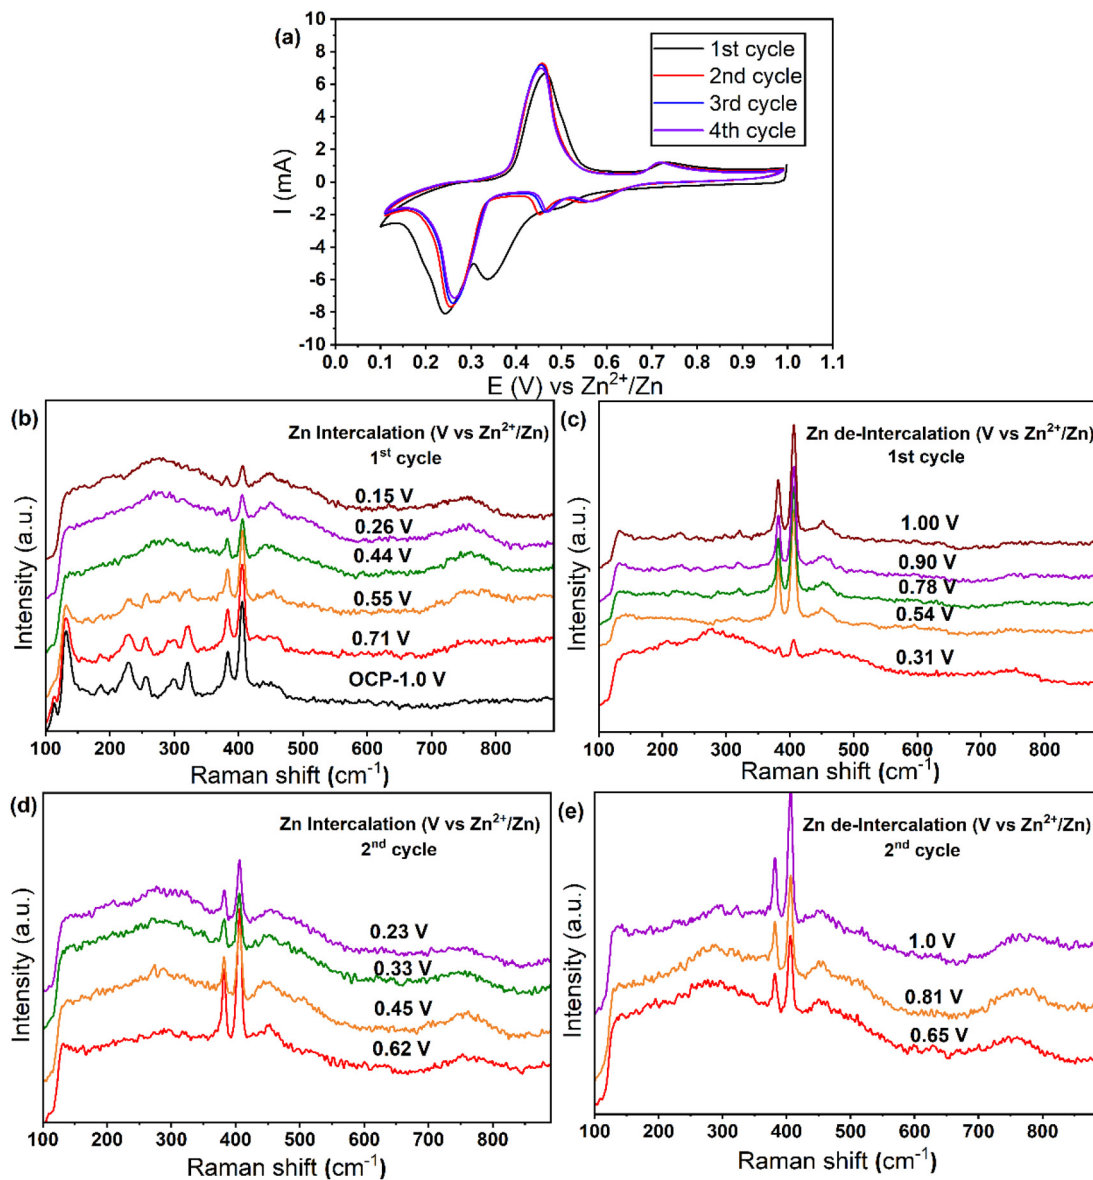 (a)
10
8
6
4
2
0
-2
-4
-6
-8
-10
I (mA)
1st cycle
2nd cycle
3rd cycle
4th cycle
0.0 0.1 0.2 0.3 0.4 0.5 0.6 0.7 0.8 0.9 1.0 1.1
E (V) vs Zn²⁺/Zn
(b)
Zn Intercalation (V vs Zn²⁺/Zn)
1ˢᵗ cycle
0.15 V
0.26 V
0.44 V
0.55 V
0.71 V
OCP-1.0 V
Intensity (a.u.)
100 200 300 400 500 600 700 800
Raman shift (cm⁻¹)
(c)
Zn de-Intercalation (V vs Zn²⁺/Zn)
1st cycle
1.00 V
0.90 V
0.78 V
0.54 V
0.31 V
Intensity (a.u.)
100 200 300 400 500 600 700 800
Raman shift (cm⁻¹)
(d)
Zn Intercalation (V vs Zn²⁺/Zn)
2ⁿᵈ cycle
0.23 V
0.33 V
0.45 V
0.62 V
Intensity (a.u.)
100 200 300 400 500 600 700 800
Raman shift (cm⁻¹)
(e)
Zn de-Intercalation (V vs Zn²⁺/Zn)
2ⁿᵈ cycle
1.0 V
0.81 V
0.65 V
Intensity (a.u.)
100 200 300 400 500 600 700 800
Raman shift (cm⁻¹)